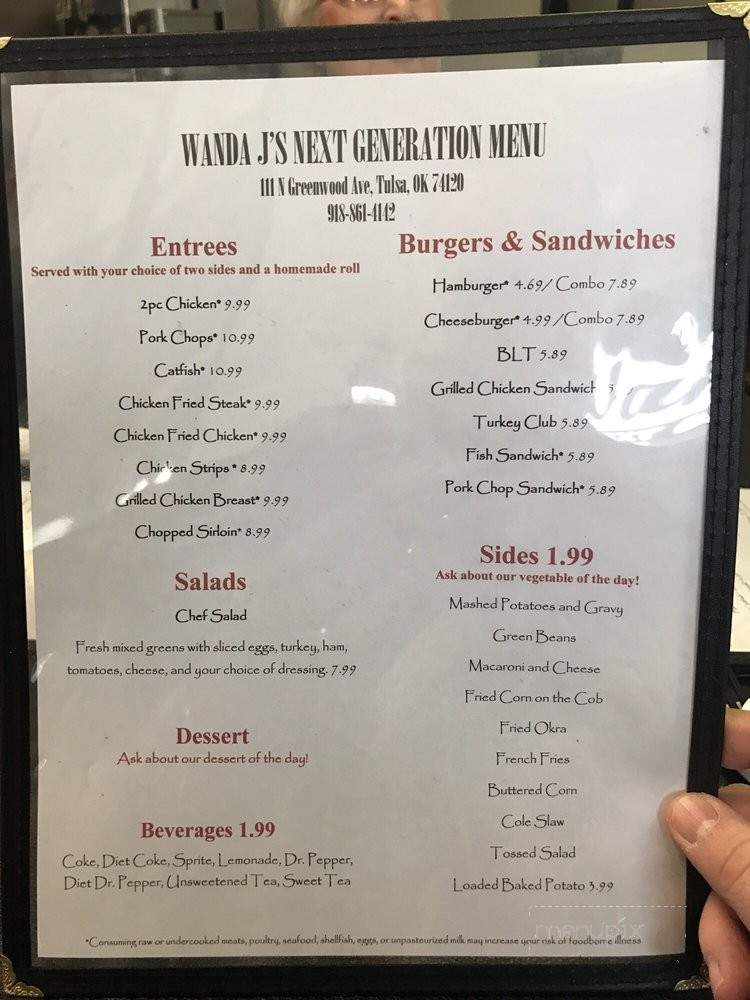 WANDA J'S NEXT GENERATION MENU
111 N Greenwood Ave, Tulsa, OK 74120
918-861-4142
Entrees
Served with your choice of two sides and a homemade roll
2pc Chicken* 9.99
Pork Chops* 10.99
Catfish* 10.99
Chicken Fried Steak* 9.99
Chicken Fried Chicken* 9.99
Chicken Strips * 8.99
Grilled Chicken Breast* 9.99
Chopped Sirloin* 8.99
Salads
Chef Salad
Fresh mixed greens with sliced eggs, turkey, ham,
tomatoes, cheese, and your choice of dressing. 7.99
Dessert
Ask about our dessert of the day!
Beverages 1.99
Coke, Diet Coke, Sprite, Lemonade, Dr. Pepper,
Diet Dr. Pepper, Unsweetened Tea, Sweet Tea
Burgers & Sandwiches
Hamburger* 4.69/ Combo 7.89
Cheeseburger* 4.99 /Combo 7.89
BLT 5.89
Grilled Chicken Sandwich
Turkey Club 5.89
Fish Sandwich* 5.89
Pork Chop Sandwich* 5.89
Sides 1.99
Ask about our vegetable of the day!
Mashed Potatoes and Gravy
Green Beans
Macaroni and Cheese
Fried Corn on the Cob
Fried Okra
French Fries
Buttered Corn
Cole Slaw
Tossed Salad
Loaded Baked Potato 3.99
menupix
*Consuming raw or undercooked meats, poultry, seafood, shellfish, eggs, or unpasteurized milk may increase your risk of foodborne illness